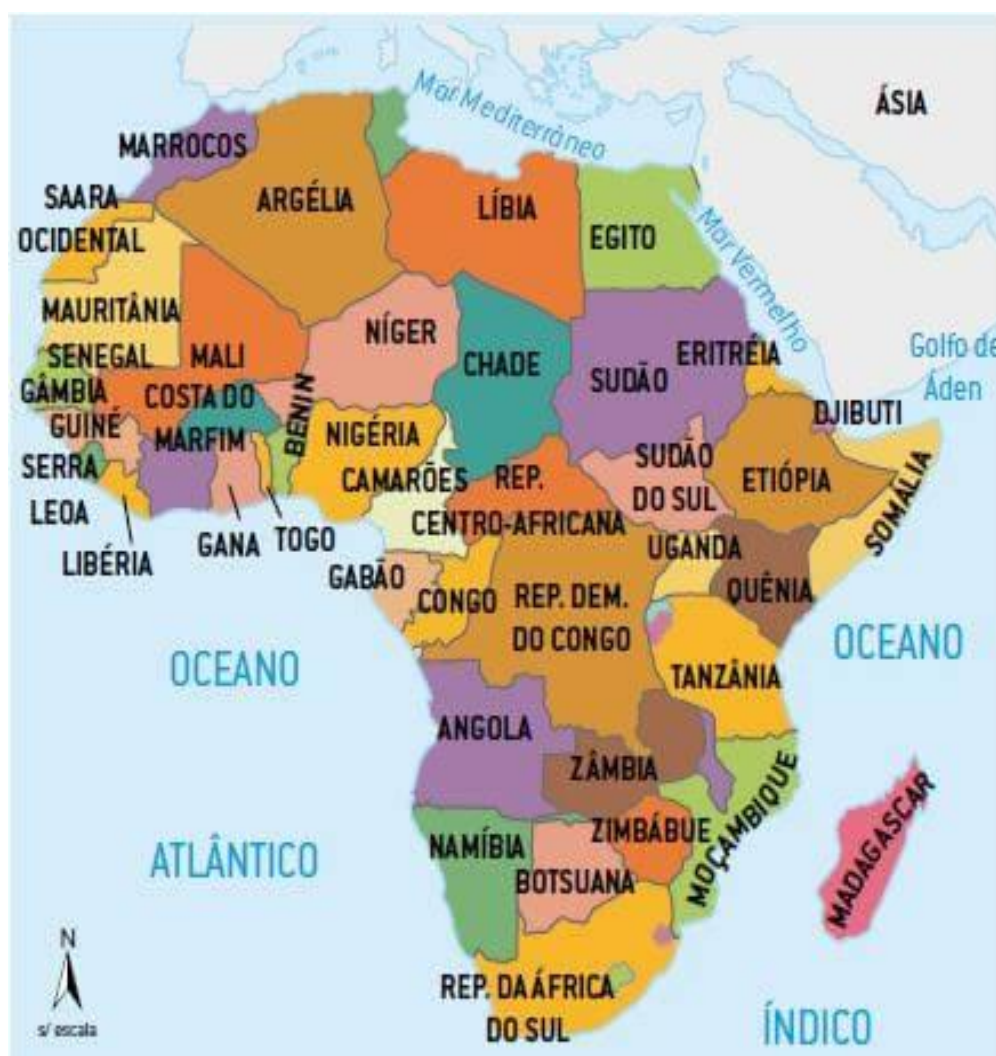 Mar Mediterrâneo
ÁSIA
MARROCOS
SAARA
OCIDENTAL
ARGÉLIA
LÍBIA
EGITO
Mar Vermelho
MAURITÂNIA
SENEGAL
GÂMBIA
MALI
NÍGER
CHADE
SUDÃO
ERITRÉIA
Golfo de
Áden
DJIBUTI
COSTA DO
MARFIM
GUINÉ
BENIN
NIGÉRIA
SERRA
LEOA
LIBÉRIA
GANA
TOGO
CAMARÕES
REP.
CENTRO-AFRICANA
SUDÃO
DO SUL
ETIÓPIA
SOMÁLIA
GABÃO
CONGO
REP. DEM.
DO CONGO
UGANDA
QUÊNIA
OCEANO
OCEANO
TANZÂNIA
ANGOLA
ZÂMBIA
MOÇAMBIQUE
MADAGASCAR
ATLÂNTICO
NAMÍBIA
ZIMBÁBUE
BOTSUANA
N
s/ escala
REP. DA ÁFRICA
DO SUL
ÍNDICO